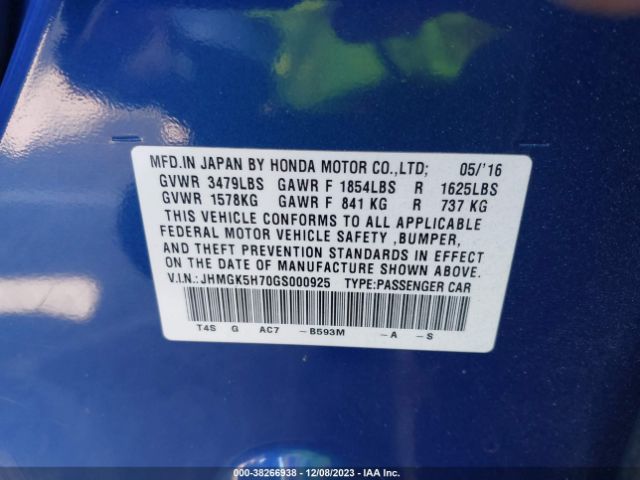 MFD.IN JAPAN BY HONDA MOTOR CO.,LTD; 05/'16
GVWR 3479LBS GAWR F 1854LBS R 1625LBS
GVWR 1578KG GAWR F 841 KG R 737 KG
THIS VEHICLE CONFORMS TO ALL APPLICABLE
FEDERAL MOTOR VEHICLE SAFETY ,BUMPER,
AND THEFT PREVENTION STANDARDS IN EFFECT
ON THE DATE OF MANUFACTURE SHOWN ABOVE.
V.I.N.:JHMGK5H70GS000925 TYPE:PASSENGER CAR
T4S G AC7 -B593M -A -S
000-38266938 - 12/08/2023 - IAA Inc.